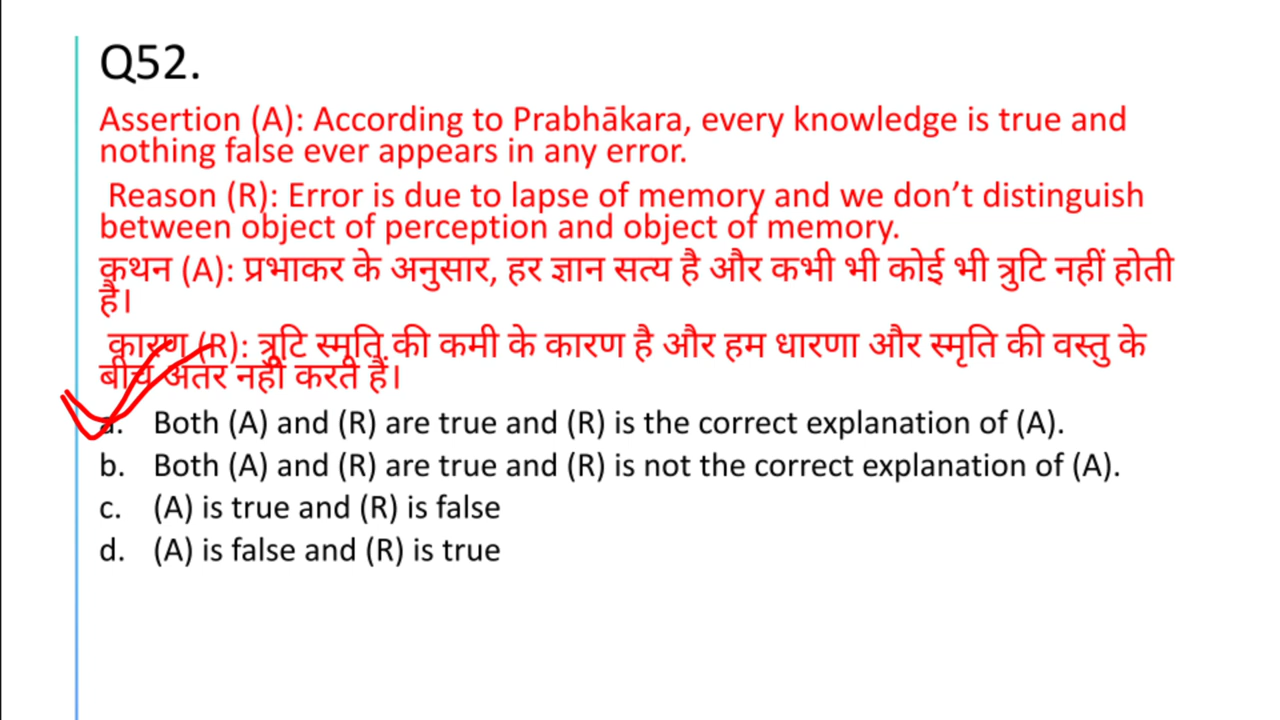 Q52.
Assertion (A): According to Prabhākara, every knowledge is true and
nothing false ever appears in any error.
Reason (R): Error is due to lapse of memory and we don’t distinguish
between object of perception and object of memory.
कथन (A): प्रभाकर के अनुसार, हर ज्ञान सत्य है और कभी भी कोई भी त्रुटि नहीं होती
है।
कारण (R): त्रुटि स्मृति की कमी के कारण है और हम धारणा और स्मृति की वस्तु के
बीच अंतर नहीं करते हैं।
a. Both (A) and (R) are true and (R) is the correct explanation of (A).
b. Both (A) and (R) are true and (R) is not the correct explanation of (A).
c. (A) is true and (R) is false
d. (A) is false and (R) is true